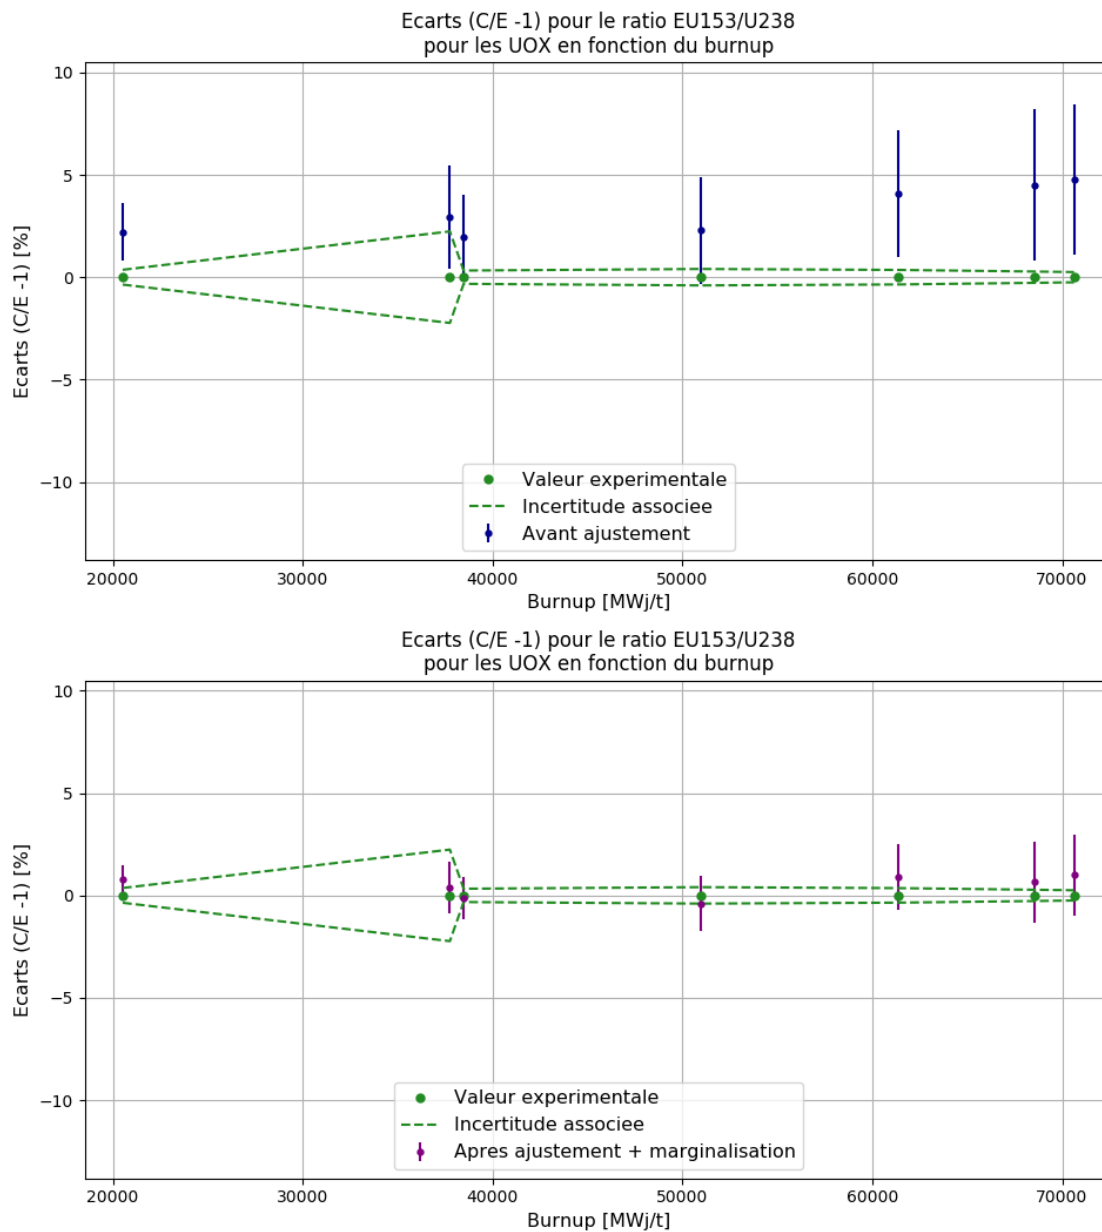 Ecarts (C/E -1) pour le ratio EU153/U238
pour les UOX en fonction du burnup
10
5
0
−5
−10
Ecarts (C/E -1) [%]
Valeur experimentale
Incertitude associee
Avant ajustement
20000 30000 40000 50000 60000 70000
Burnup [MWj/t]
Ecarts (C/E -1) pour le ratio EU153/U238
pour les UOX en fonction du burnup
10
5
0
−5
−10
Ecarts (C/E -1) [%]
Valeur experimentale
Incertitude associee
Apres ajustement + marginalisation
20000 30000 40000 50000 60000 70000
Burnup [MWj/t]